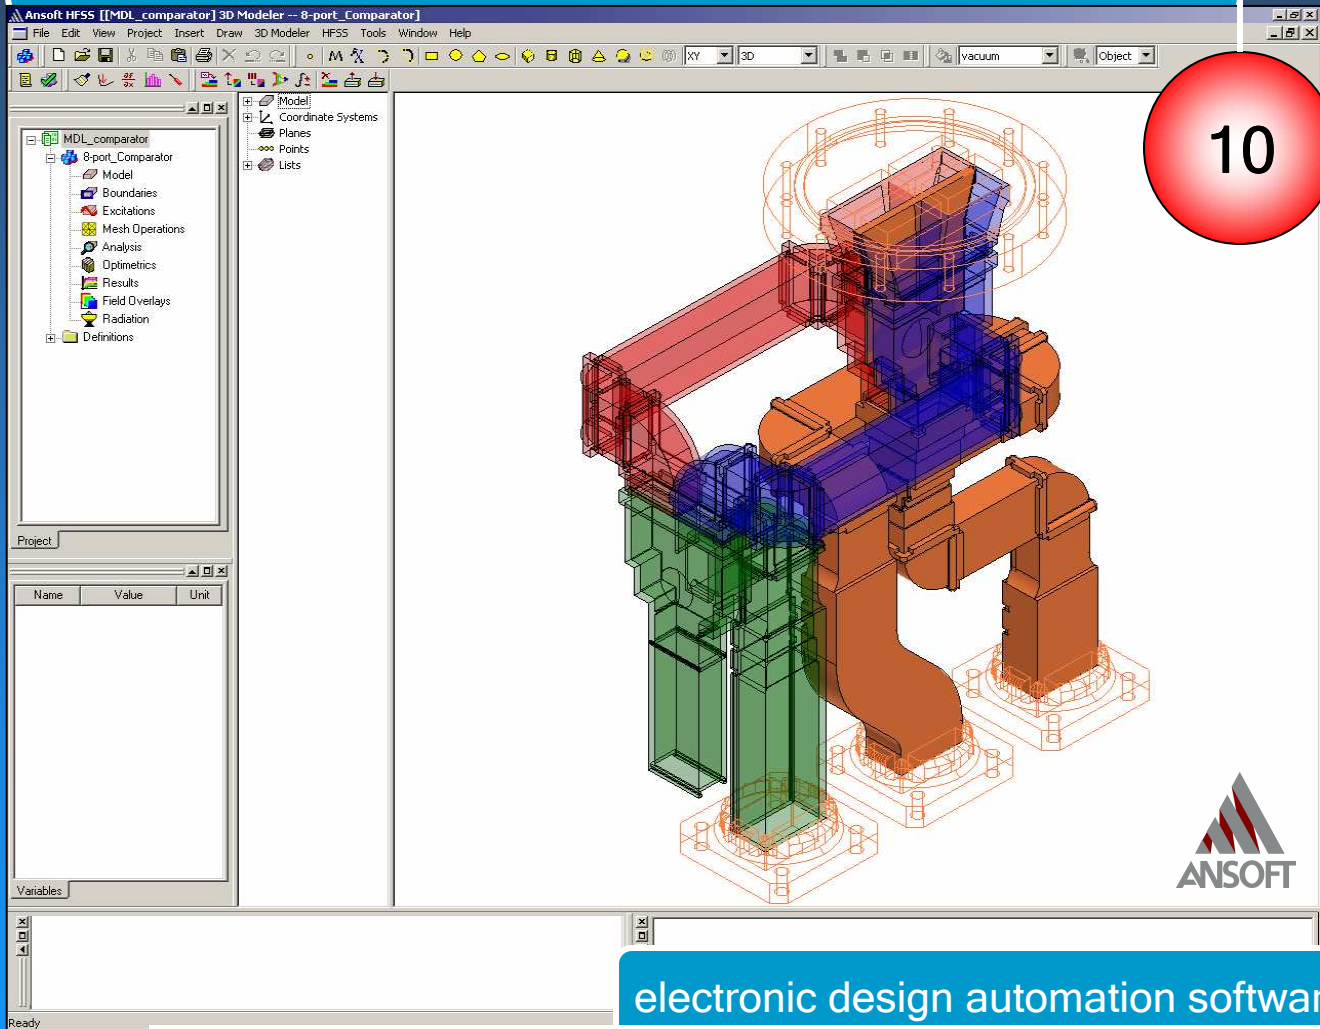 Ansoft HFSS [[MDL_comparator] 3D Modeler -- 8-port_Comparator]
File Edit View Project Insert Draw 3D Modeler HFSS Tools Window Help
XY 3D vacuum Object
10
MDL_comparator
8-port_Comparator
Model
Boundaries
Excitations
Mesh Operations
Analysis
Optimetrics
Results
Field Overlays
Radiation
Definitions
Project
Model
Coordinate Systems
Planes
Points
Lists
Name Value Unit
Variables
ANSOFT
electronic design automation softwar
Ready